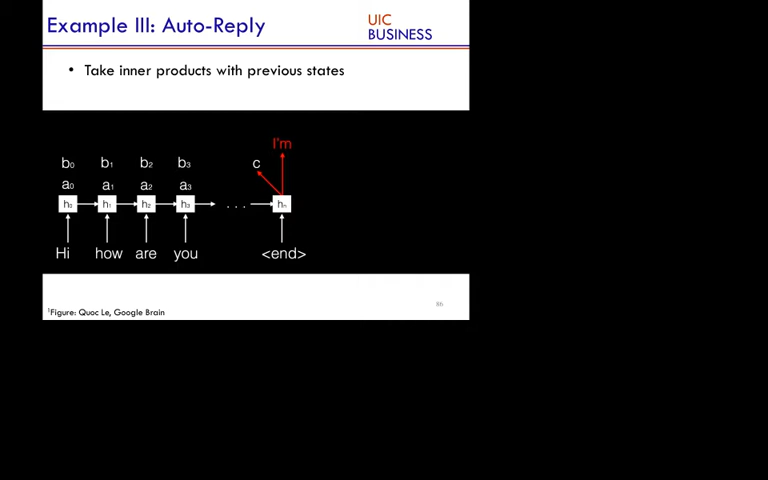 Example III: Auto-Reply
UIC
BUSINESS
• Take inner products with previous states
I'm
b₀ b₁ b₂ b₃ c
a₀ a₁ a₂ a₃
h₁ h₂ h₃ . . . hₙ
Hi how are you <end>
¹Figure: Quoc Le, Google Brain